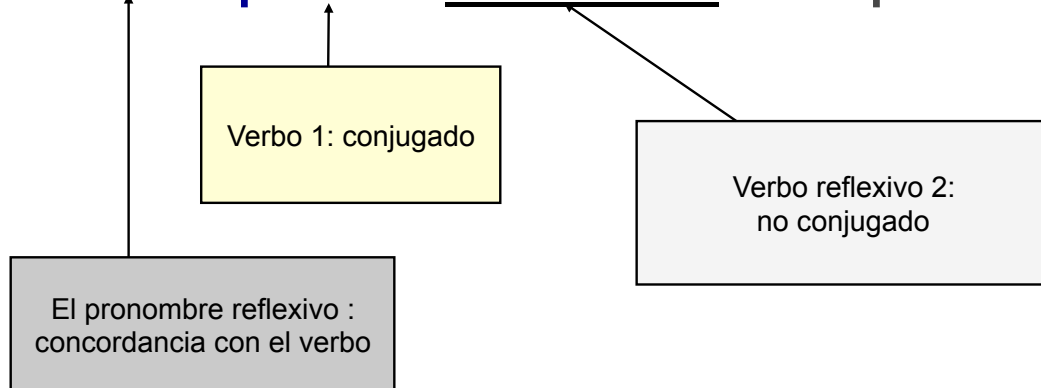 Verbo 1: conjugado
Verbo reflexivo 2:
no conjugado
El pronombre reflexivo :
concordancia con el verbo